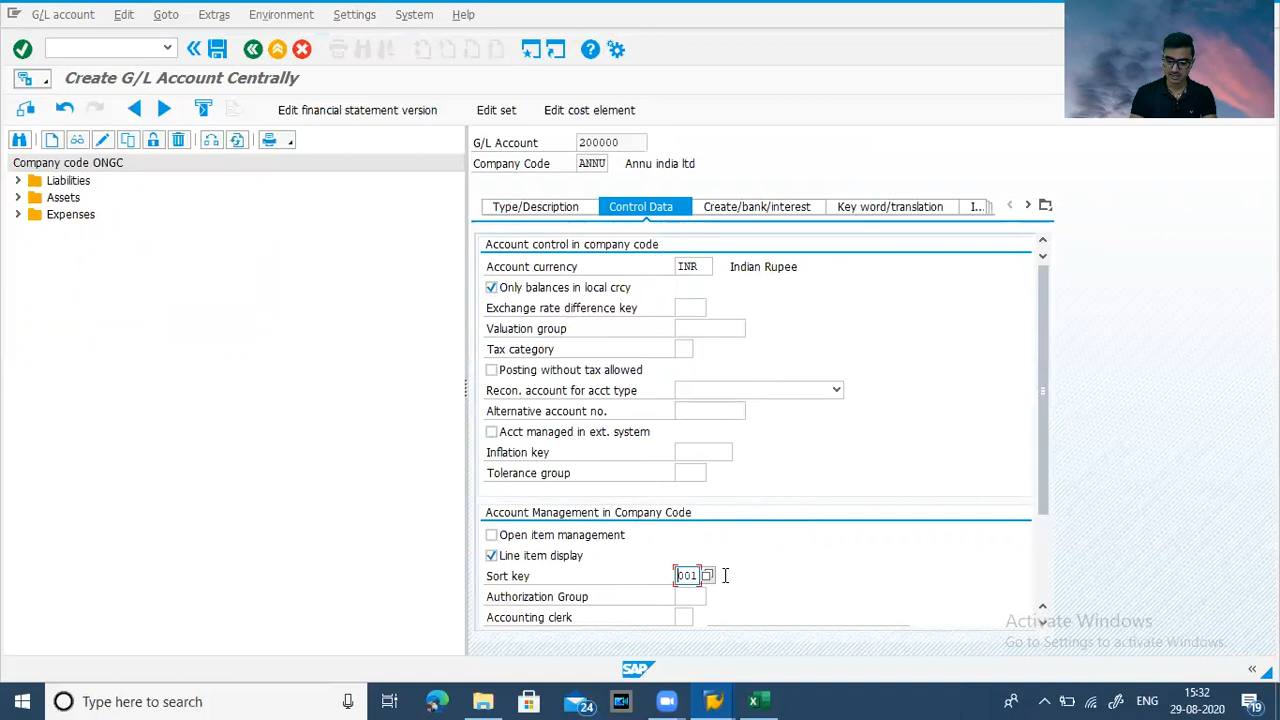 G/L account Edit Goto Extras Environment Settings System Help
Create G/L Account Centrally
Edit financial statement version Edit set Edit cost element
Company code ONGC
Liabilities
Assets
Expenses
G/L Account 200000
Company Code ANNU Annu india ltd
Type/Description Control Data Create/bank/interest Key word/translation I...
Account control in company code
Account currency INR Indian Rupee
Only balances in local crcy
Exchange rate difference key
Valuation group
Tax category
Posting without tax allowed
Recon. account for acct type
Alternative account no.
Acct managed in ext. system
Inflation key
Tolerance group
Account Management in Company Code
Open item management
Line item display
Sort key 001
Authorization Group
Accounting clerk
Activate Windows
Go to Settings to activate Windows.
SAP
Type here to search
24
ENG
15:32
29-08-2020
19